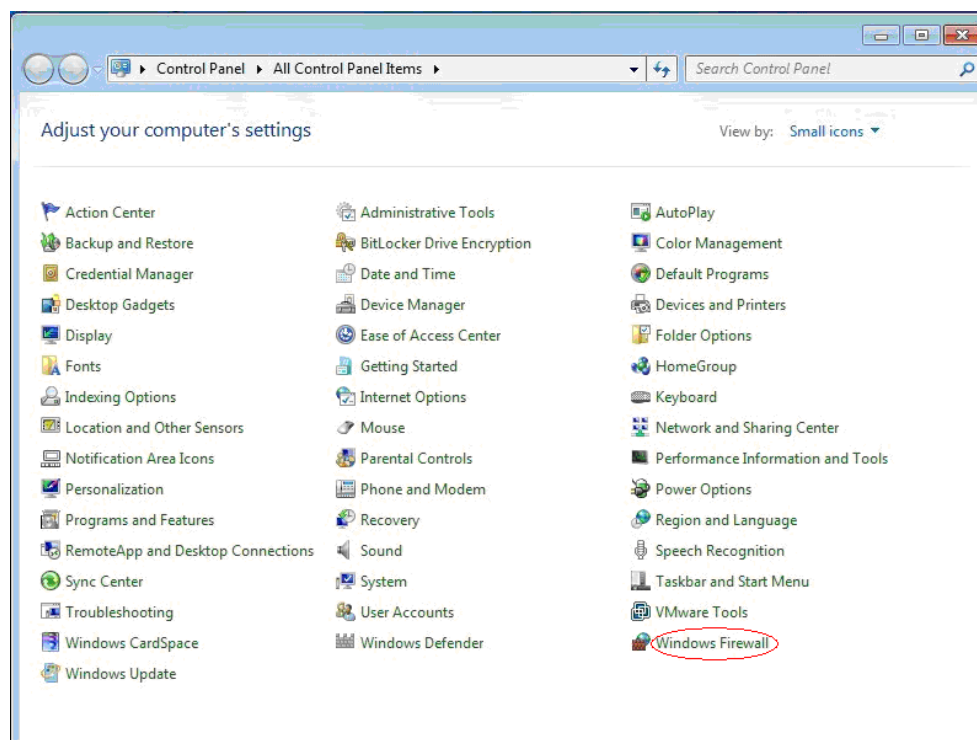 Control Panel All Control Panel Items Search Control Panel
Adjust your computer's settings View by: Small icons
Action Center Administrative Tools AutoPlay
Backup and Restore BitLocker Drive Encryption Color Management
Credential Manager Date and Time Default Programs
Desktop Gadgets Device Manager Devices and Printers
Display Ease of Access Center Folder Options
Fonts Getting Started HomeGroup
Indexing Options Internet Options Keyboard
Location and Other Sensors Mouse Network and Sharing Center
Notification Area Icons Parental Controls Performance Information and Tools
Personalization Phone and Modem Power Options
Programs and Features Recovery Region and Language
RemoteApp and Desktop Connections Sound Speech Recognition
Sync Center System Taskbar and Start Menu
Troubleshooting User Accounts VMware Tools
Windows CardSpace Windows Defender Windows Firewall
Windows Update